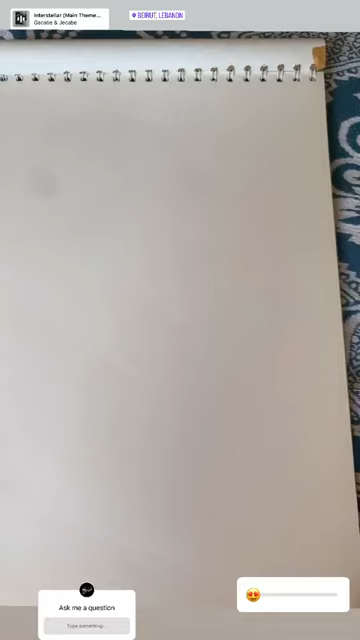 Interstellar (Main Theme...
Gacabe & Jecabe
BEIRUT, LEBANON
Ask me a question
Type something...